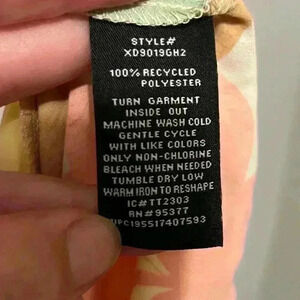 STYLE#
XD9019GH2
100% RECYCLED
POLYESTER
TURN GARMENT
INSIDE OUT
MACHINE WASH COLD
GENTLE CYCLE
WITH LIKE COLORS
ONLY NON-CHLORINE
BLEACH WHEN NEEDED
TUMBLE DRY LOW
WARM IRON TO RESHAPE
IC#TT2303
RN#95377
UPC195517407593